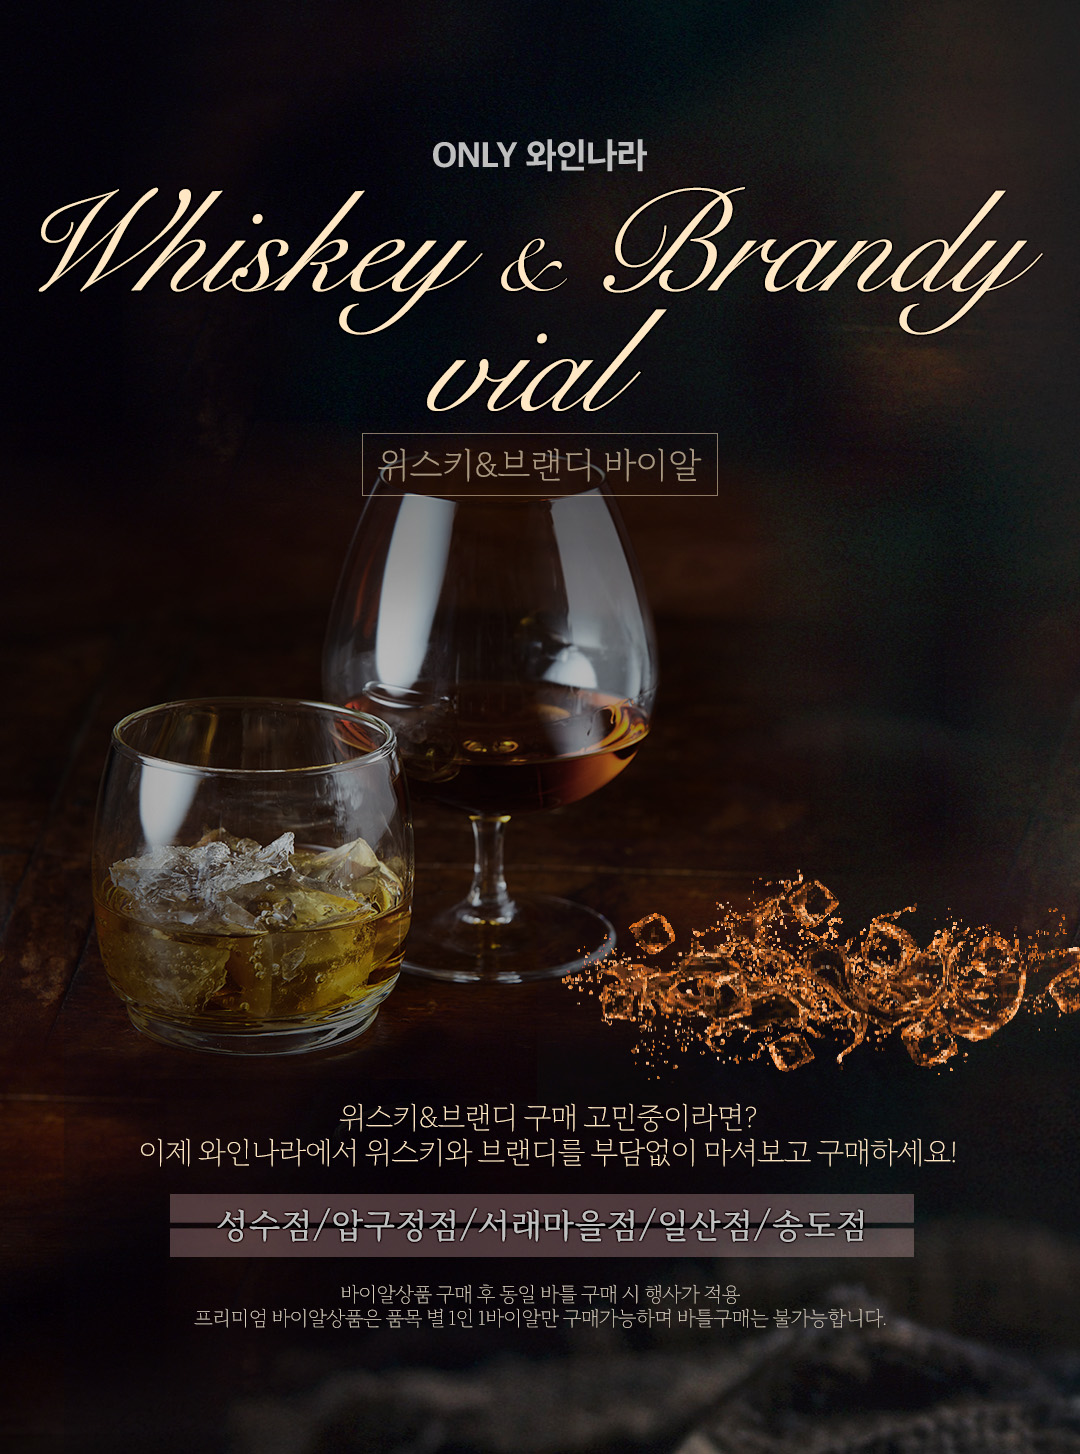 ONLY 와인나라
Whiskey & Brandy
vial
위스키&브랜디 바이알
위스키&브랜디 구매 고민중이라면?
이제 와인나라에서 위스키와 브랜디를 부담없이 마셔보고 구매하세요!
성수점/압구정점/서래마을점/일산점/송도점
바이알상품 구매 후 동일 바틀 구매 시 행사가 적용
프리미엄 바이알상품은 품목 별 1인 1바이알만 구매가능하며 바틀구매는 불가능합니다.